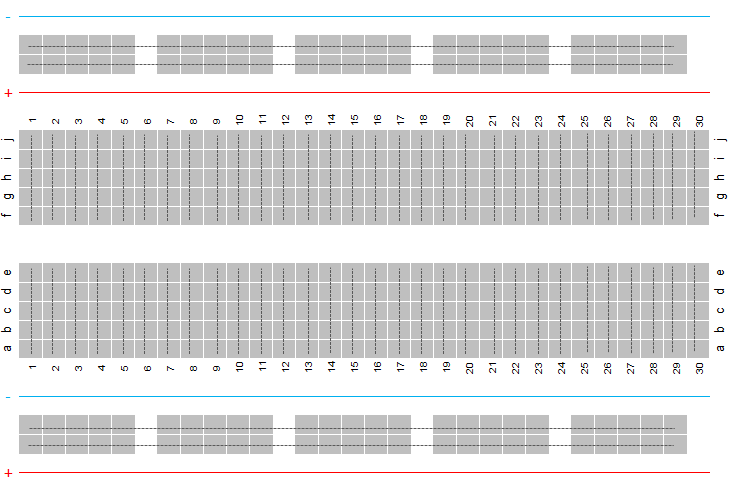 -
+
1 2 3 4 5 6 7 8 9 10 11 12 13 14 15 16 17 18 19 20 21 22 23 24 25 26 27 28 29 30
j j
i i
h h
g g
f f
e e
d d
c c
b b
a a
1 2 3 4 5 6 7 8 9 10 11 12 13 14 15 16 17 18 19 20 21 22 23 24 25 26 27 28 29 30
-
+